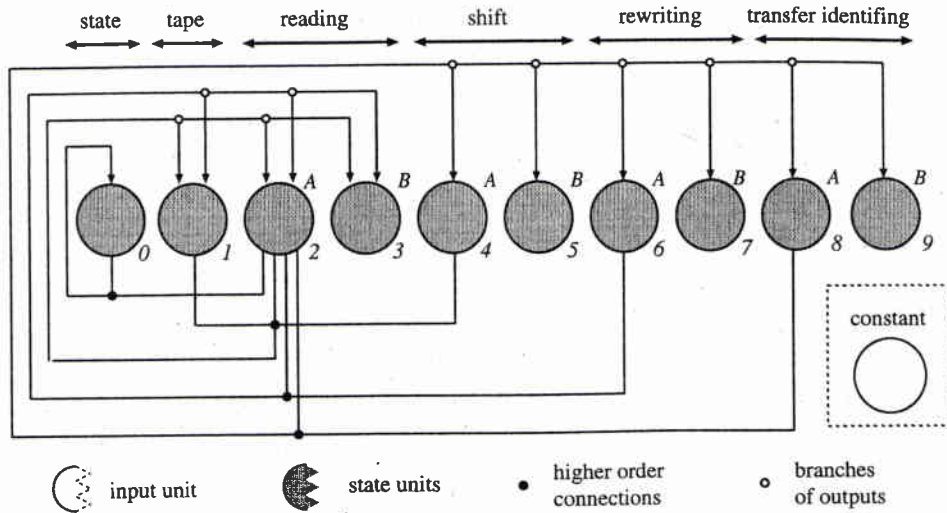 state tape reading shift rewriting transfer identifing
A B A B A B A B
0 1 2 3 4 5 6 7 8 9
constant
input unit
state units
higher order
connections
branches
of outputs